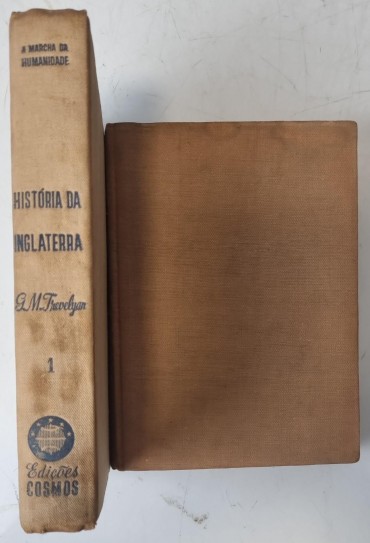 A MARCHA DA
HUMANIDADE
HISTÓRIA DA
INGLATERRA
G. M. Trevelyan
1
Edições
COSMOS